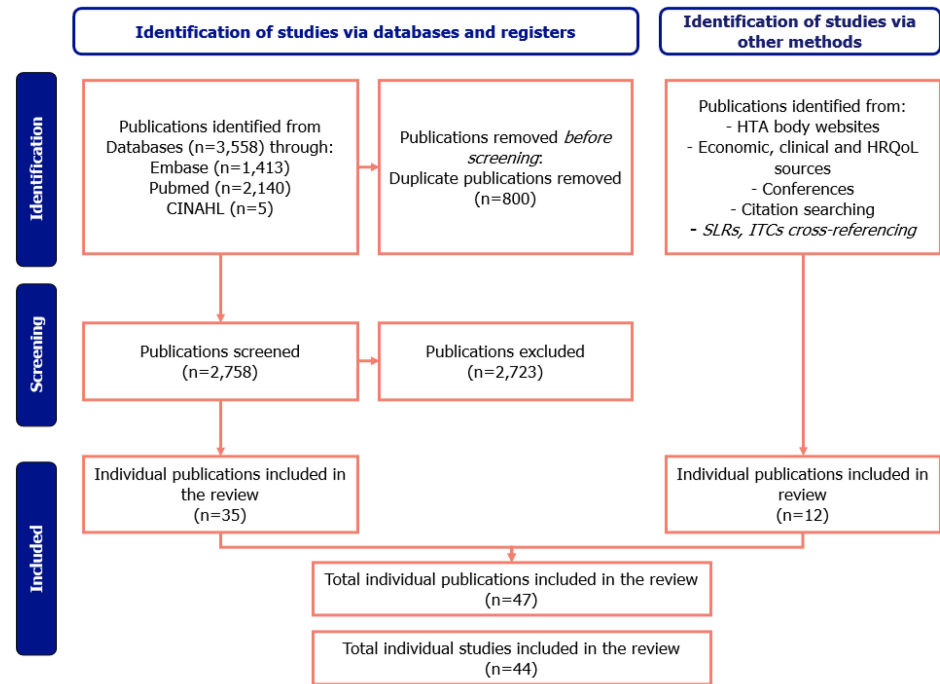 Identification of studies via databases and registers
Identification of studies via
other methods
Identification
Publications identified from
Databases (n=3,558) through:
Embase (n=1,413)
Pubmed (n=2,140)
CINAHL (n=5)
Publications removed before
screening:
Duplicate publications removed
(n=800)
Publications identified from:
- HTA body websites
- Economic, clinical and HRQoL
sources
- Conferences
- Citation searching
- SLRs, ITCs cross-referencing
Screening
Publications screened
(n=2,758)
Publications excluded
(n=2,723)
Included
Individual publications included in
the review
(n=35)
Individual publications included in
review
(n=12)
Total individual publications included in the review
(n=47)
Total individual studies included in the review
(n=44)